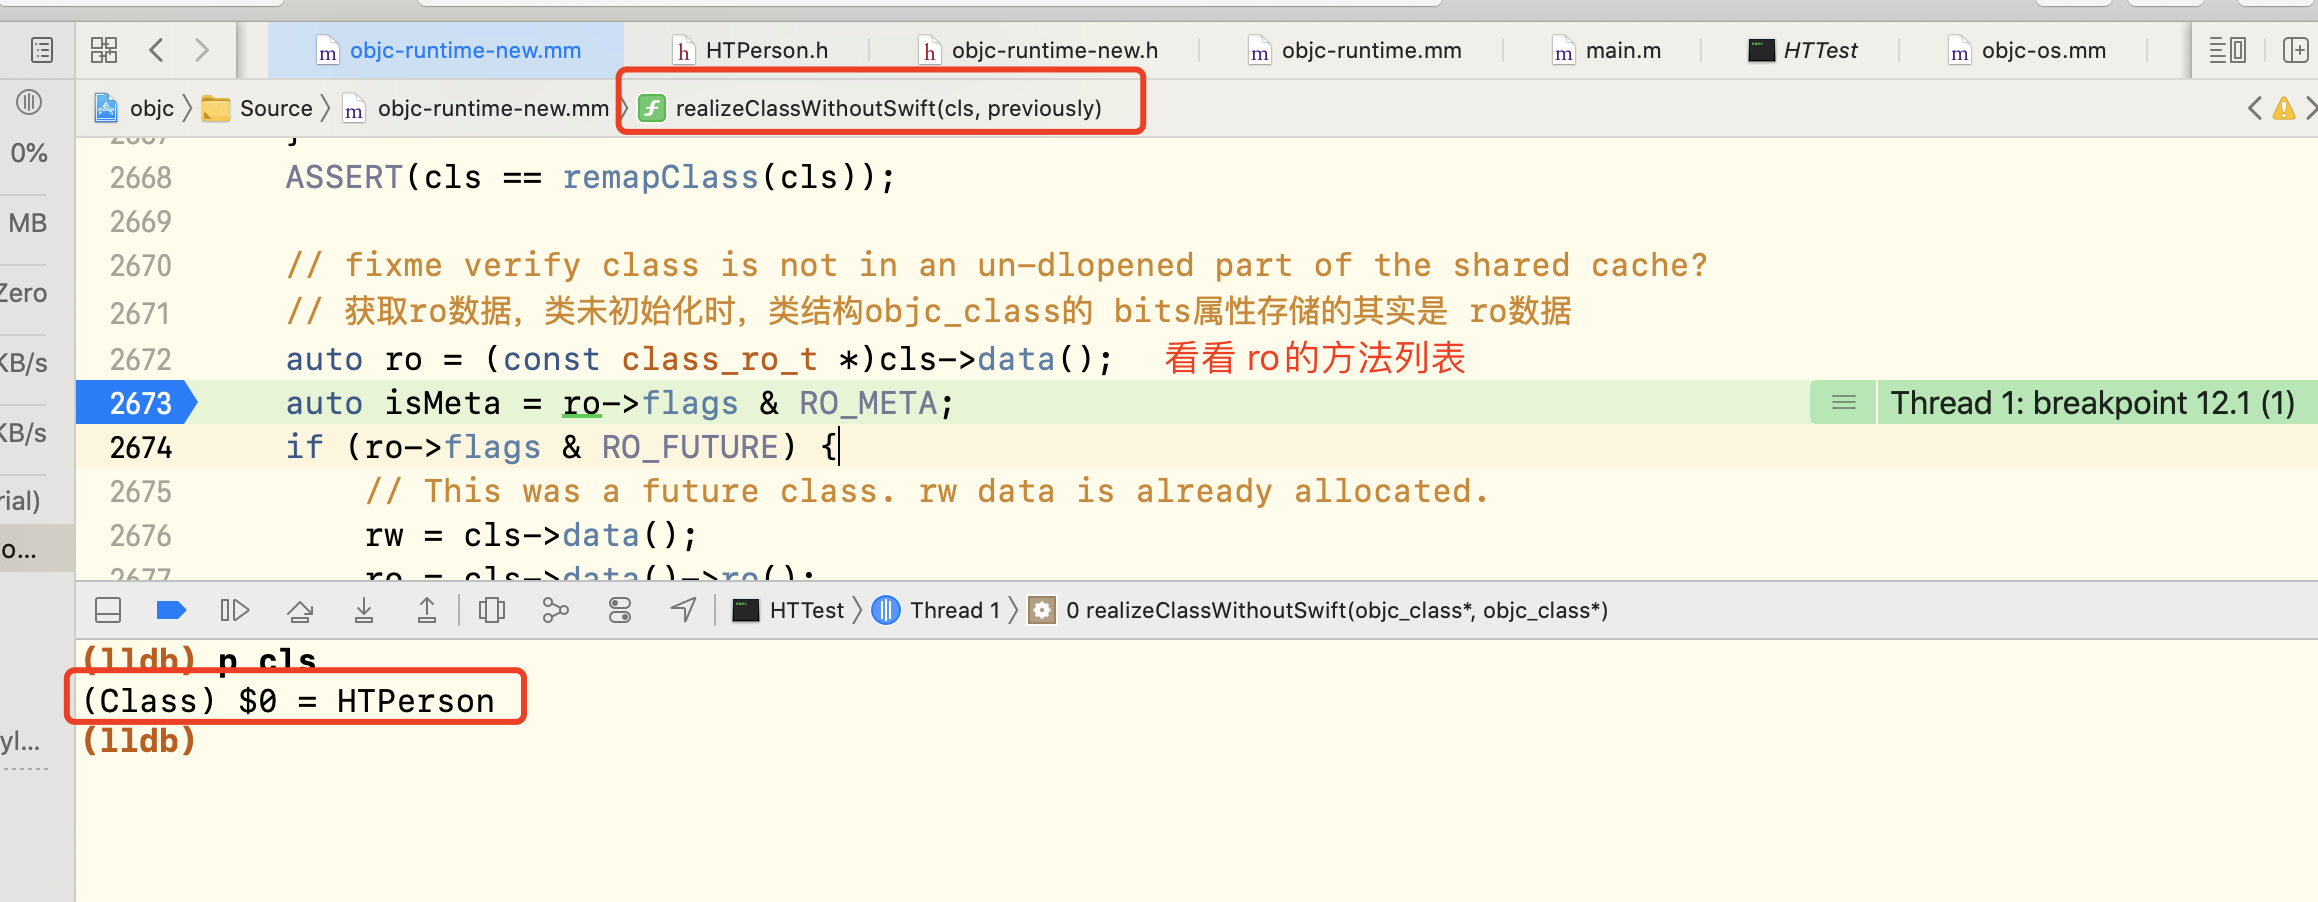 objc-runtime-new.mm HTPerson.h objc-runtime-new.h objc-runtime.mm main.m HTTest objc-os.mm
objc Source objc-runtime-new.mm realizeClassWithoutSwift(cls, previously)
0%
MB
Zero
KB/s
KB/s
2667 }
2668 ASSERT(cls == remapClass(cls));
2669
2670 // fixme verify class is not in an un-dlopened part of the shared cache?
2671 // 获取ro数据，类未初始化时，类结构objc_class的 bits属性存储的其实是 ro数据
2672 auto ro = (const class_ro_t *)cls->data(); 看看 ro的方法列表
2673 auto isMeta = ro->flags & RO_META; Thread 1: breakpoint 12.1 (1)
2674 if (ro->flags & RO_FUTURE) {
2675 // This was a future class. rw data is already allocated.
2676 rw = cls->data();
2677 ro = cls->data()->ro();
HTTest Thread 1 0 realizeClassWithoutSwift(objc_class*, objc_class*)
(lldb) p cls
(Class) $0 = HTPerson
(lldb)